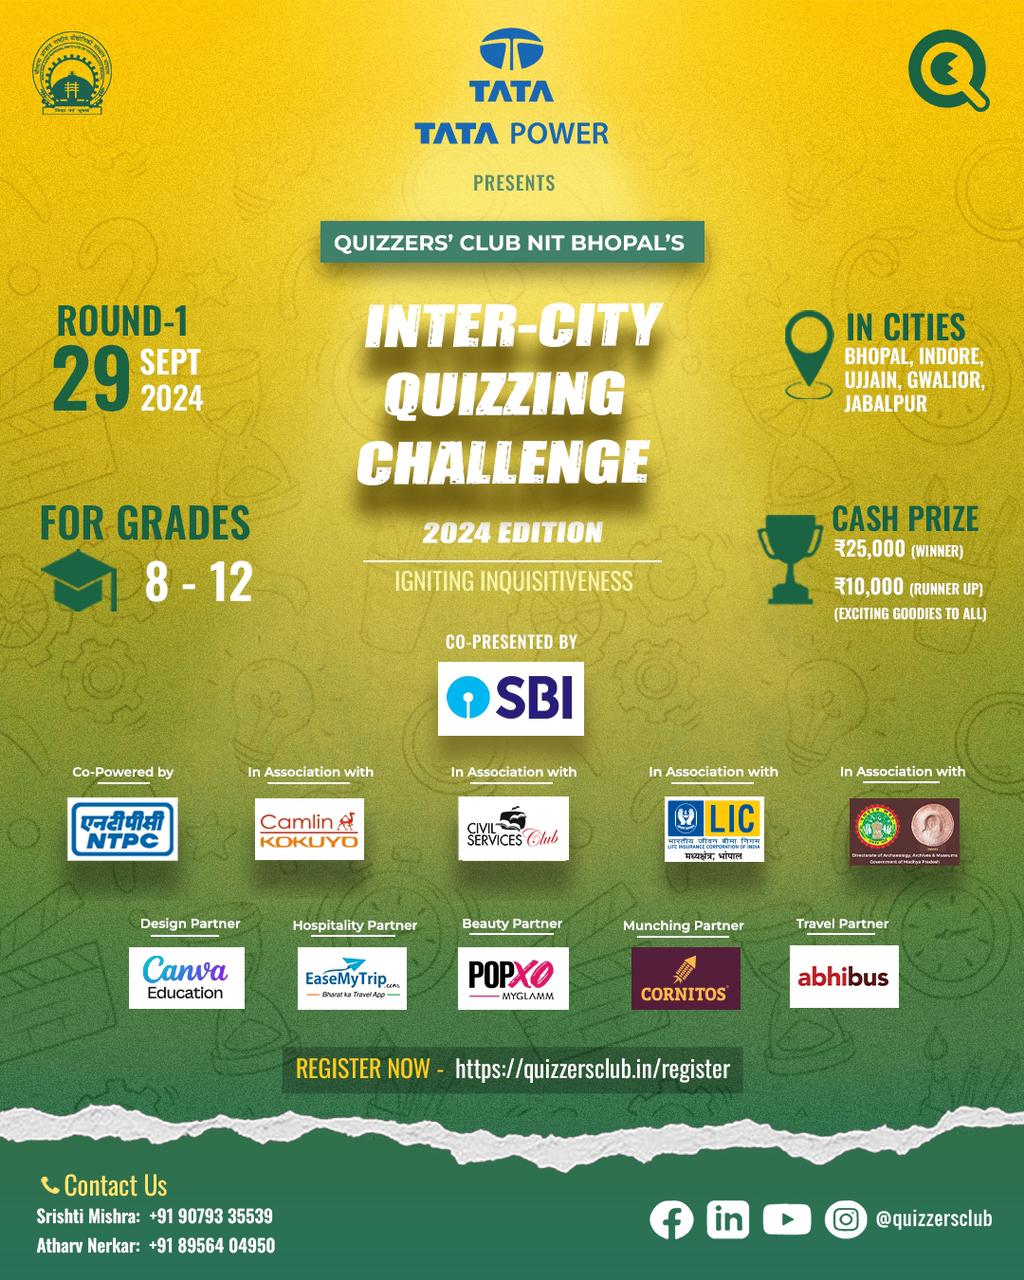 TATA
TATA POWER
PRESENTS
QUIZZERS' CLUB NIT BHOPAL'S
INTER-CITY
QUIZZING
CHALLENGE
2024 EDITION
IGNITING INQUISITIVENESS
ROUND-1
29 SEPT
2024
IN CITIES
BHOPAL, INDORE,
UJJAIN, GWALIOR,
JABALPUR
FOR GRADES
8 - 12
CASH PRIZE
₹25,000 (WINNER)
₹10,000 (RUNNER UP)
(EXCITING GOODIES TO ALL)
CO-PRESENTED BY
SBI
Co-Powered by
एनटीपीसी
NTPC
In Association with
Camlin
KOKUYO
In Association with
CIVIL
SERVICES Club
In Association with
LIC
भारतीय जीवन बीमा निगम
LIFE INSURANCE CORPORATION OF INDIA
मध्यक्षेत्र, भोपाल
In Association with
Directorate of Archaeology, Archives & Museums
Government of Madhya Pradesh
Design Partner
Canva
Education
Hospitality Partner
EaseMyTrip.com
Bharat ka Travel App
Beauty Partner
POPXO
MYGLAMM
Munching Partner
CORNITOS
Travel Partner
abhibus
REGISTER NOW - https://quizzersclub.in/register
Contact Us
Srishti Mishra: +91 90793 35539
Atharv Nerkar: +91 89564 04950
@quizzersclub